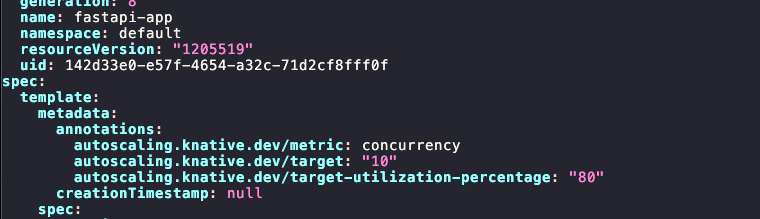 generation: 8
name: fastapi-app
namespace: default
resourceVersion: "1205519"
uid: 142d33e0-e57f-4654-a32c-71d2cf8fff0f
spec:
template:
metadata:
annotations:
autoscaling.knative.dev/metric: concurrency
autoscaling.knative.dev/target: "10"
autoscaling.knative.dev/target-utilization-percentage: "80"
creationTimestamp: null
spec: